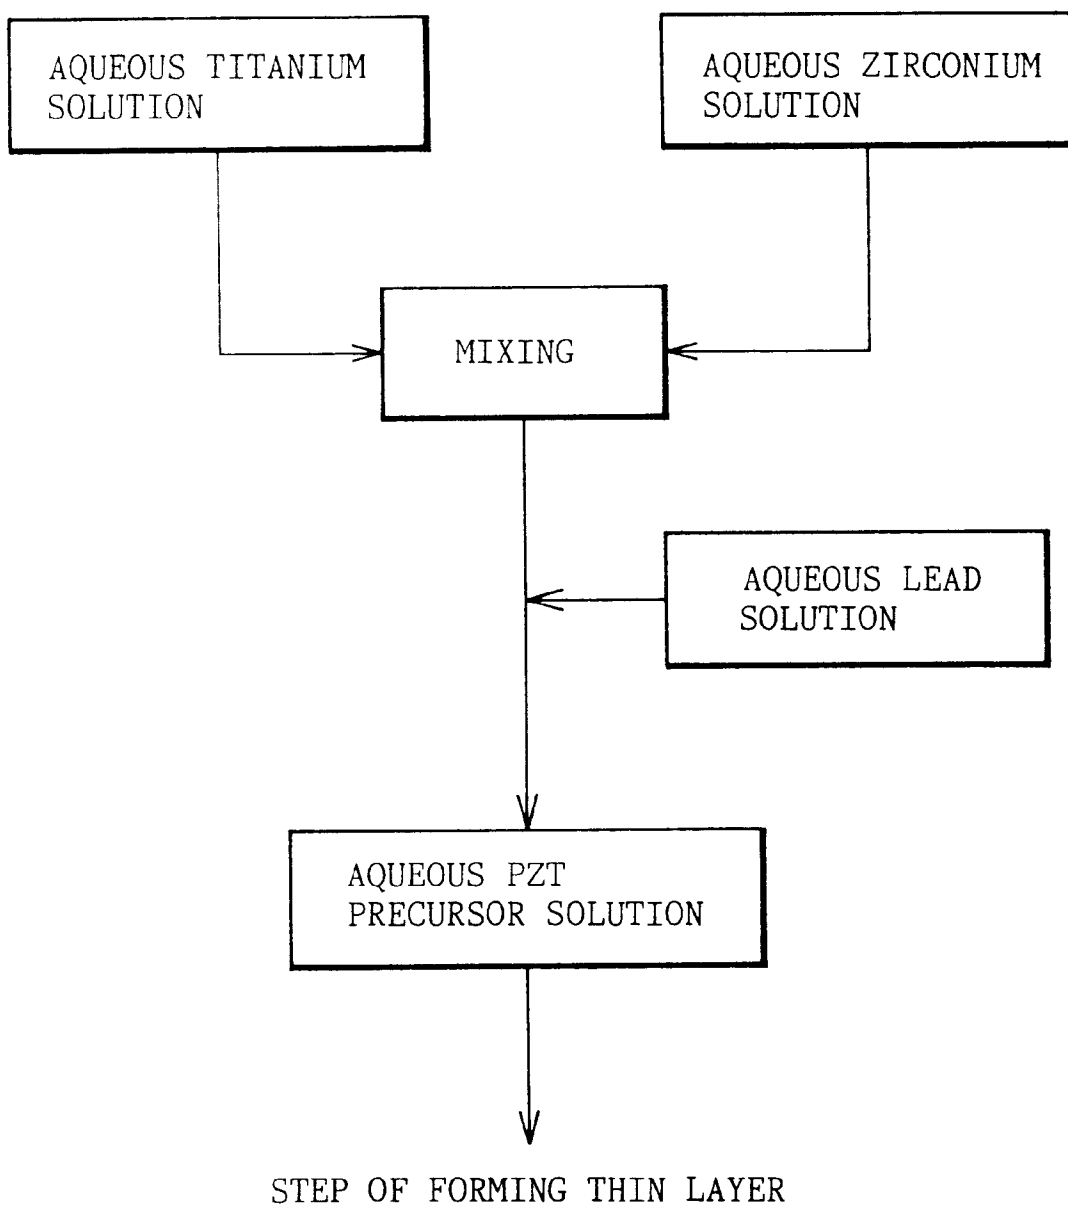 AQUEOUS TITANIUM
SOLUTION
AQUEOUS ZIRCONIUM
SOLUTION
MIXING
AQUEOUS LEAD
SOLUTION
AQUEOUS PZT
PRECURSOR SOLUTION
STEP OF FORMING THIN LAYER